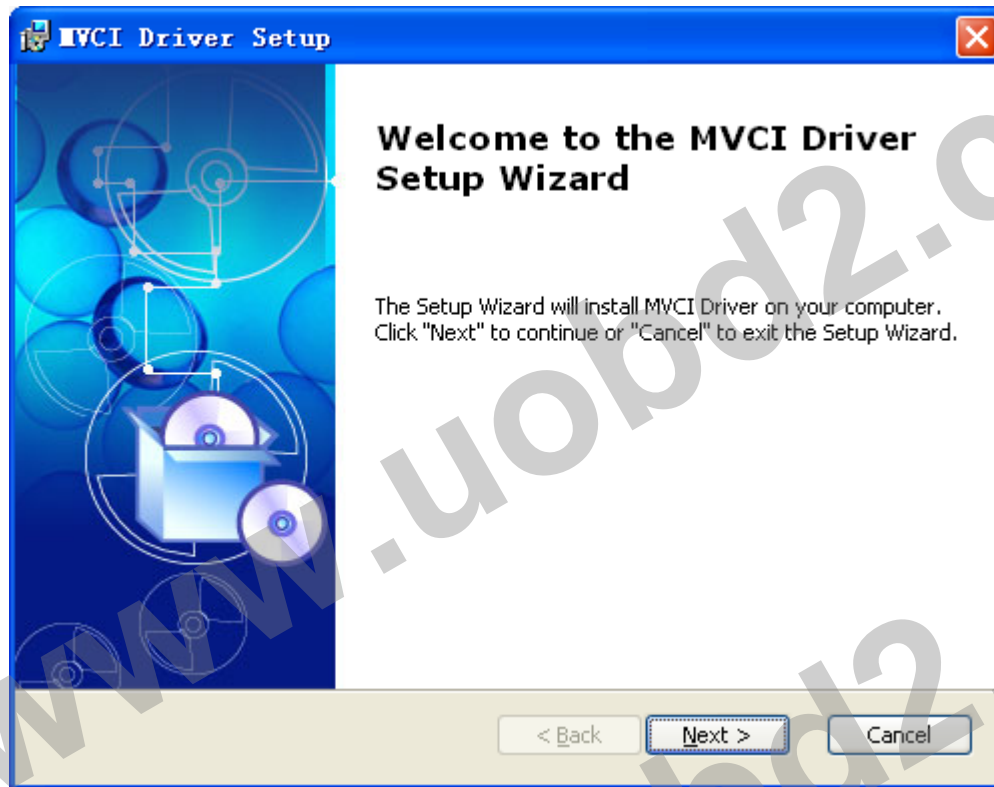 MVCI Driver Setup
Welcome to the MVCI Driver
Setup Wizard
The Setup Wizard will install MVCI Driver on your computer.
Click "Next" to continue or "Cancel" to exit the Setup Wizard.
< Back Next > Cancel
www.uobd2.c
ww
bd2